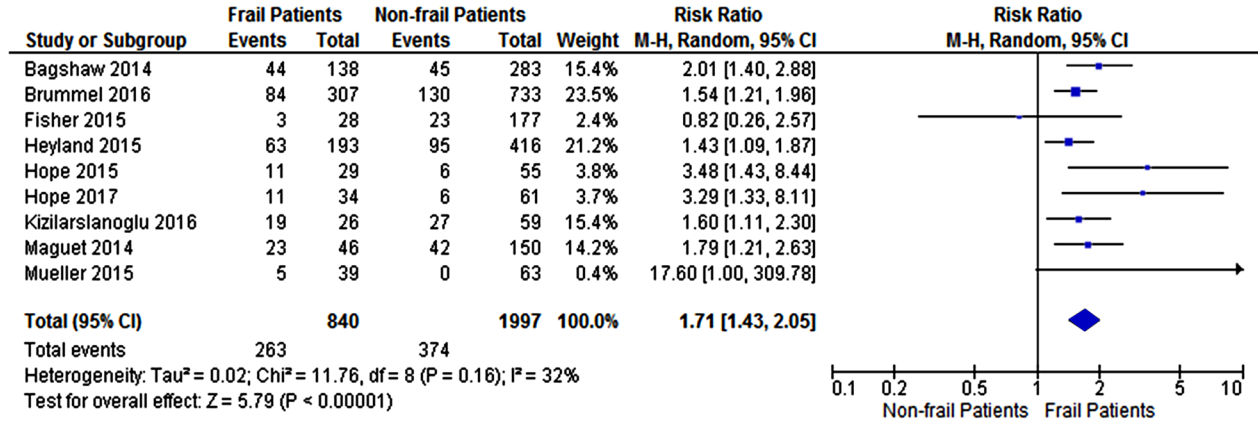 Frail Patients Non-frail Patients Risk Ratio Risk Ratio
Study or Subgroup Events Total Events Total Weight M-H, Random, 95% CI M-H, Random, 95% CI
Bagshaw 2014 44 138 45 283 15.4% 2.01 [1.40, 2.88]
Brummel 2016 84 307 130 733 23.5% 1.54 [1.21, 1.96]
Fisher 2015 3 28 23 177 2.4% 0.82 [0.26, 2.57]
Heyland 2015 63 193 95 416 21.2% 1.43 [1.09, 1.87]
Hope 2015 11 29 6 55 3.8% 3.48 [1.43, 8.44]
Hope 2017 11 34 6 61 3.7% 3.29 [1.33, 8.11]
Kizilarslanoglu 2016 19 26 27 59 15.4% 1.60 [1.11, 2.30]
Maguet 2014 23 46 42 150 14.2% 1.79 [1.21, 2.63]
Mueller 2015 5 39 0 63 0.4% 17.60 [1.00, 309.78]
Total (95% CI) 840 1997 100.0% 1.71 [1.43, 2.05]
Total events 263 374
Heterogeneity: Tau² = 0.02; Chi² = 11.76, df = 8 (P = 0.16); I² = 32%
Test for overall effect: Z = 5.79 (P < 0.00001)
0.1 0.2 0.5 1 2 5 10
Non-frail Patients Frail Patients